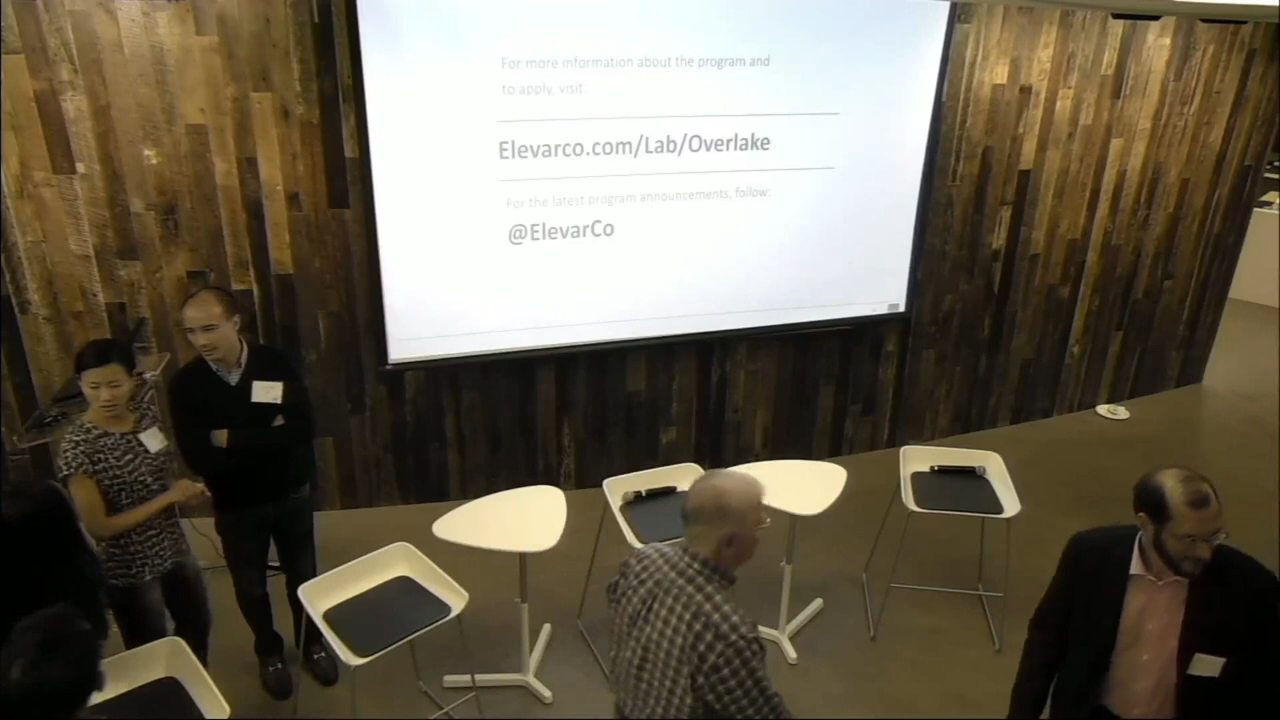 For more information about the program and
to apply, visit
Elevarco.com/Lab/Overlake
For the latest program announcements, follow:
@ElevarCo